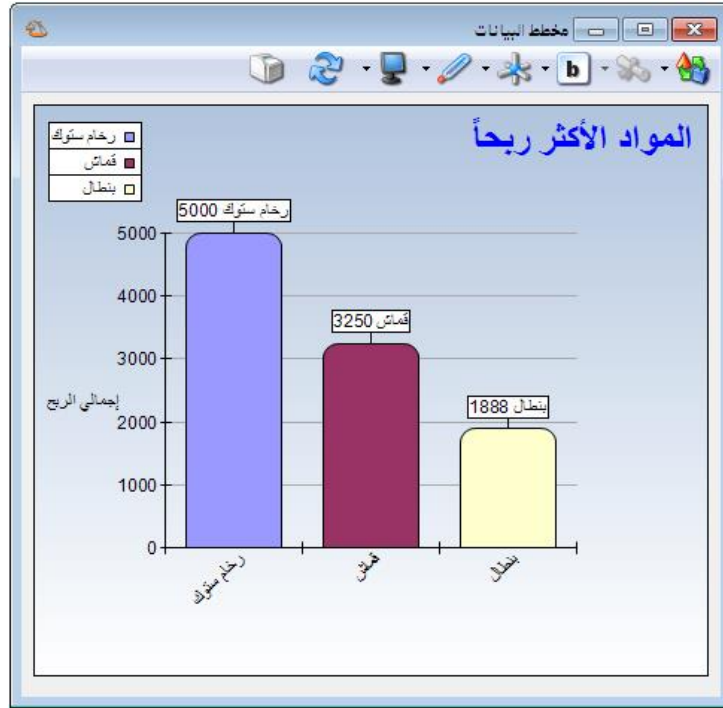 مخطط البيانات
b
المواد الأكثر ربحاً
رخام ستوك
قماش
بنطال
رخام ستوك 5000
قماش 3250
بنطال 1888
5000
4000
3000
إجمالي الربح
2000
1000
0
رخام ستوك
قماش
بنطال